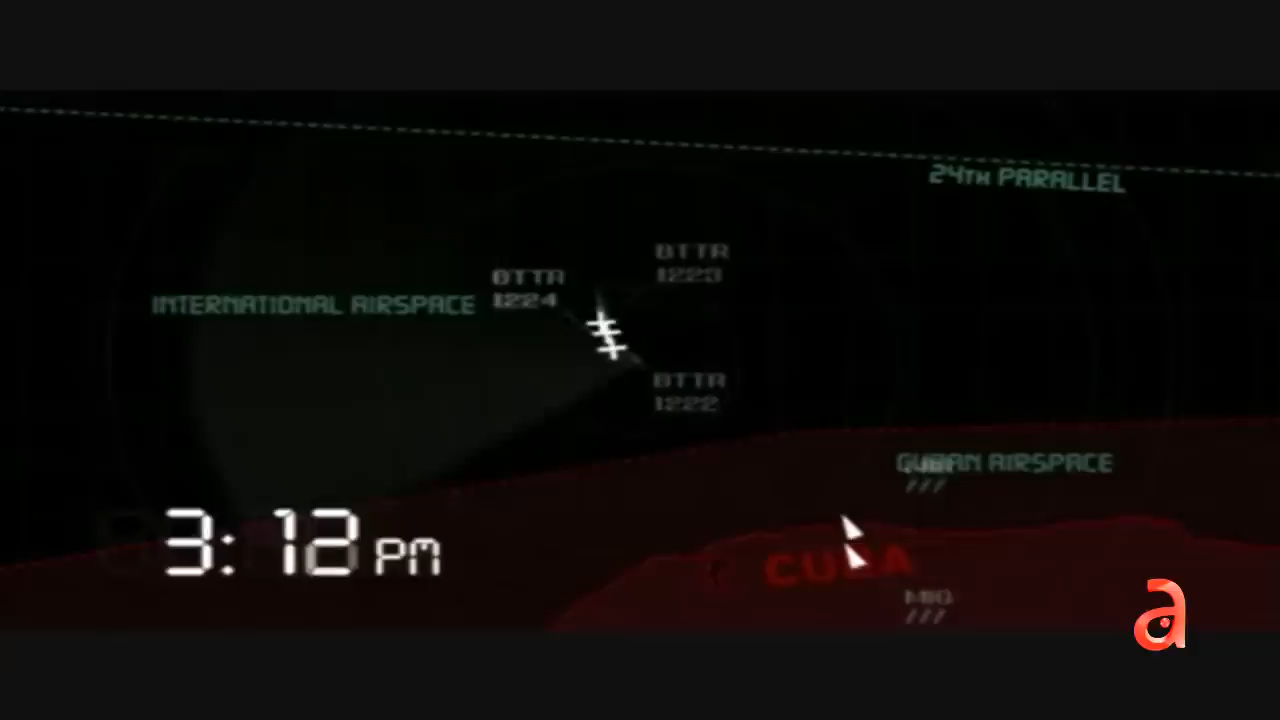 24TH PARALLEL
BTTR
1223
BTTR
1224
INTERNATIONAL AIRSPACE
BTTR
1222
CUBAN AIRSPACE
///
3:12 PM
CUBA
MIG
///
a